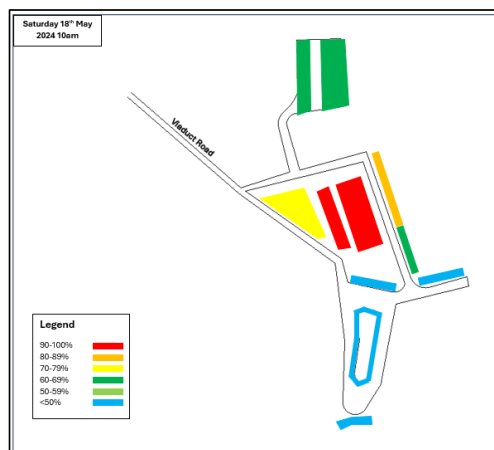 Saturday 18th May
2024 10am
Viaduct Road
Legend
90-100%
80-89%
70-79%
60-69%
50-59%
<50%